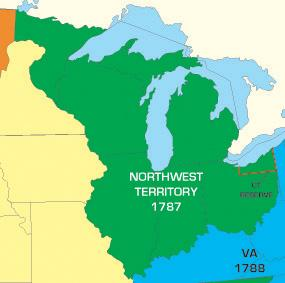 NORTHWEST
TERRITORY
1787
CT
RESERVE
VA
1788